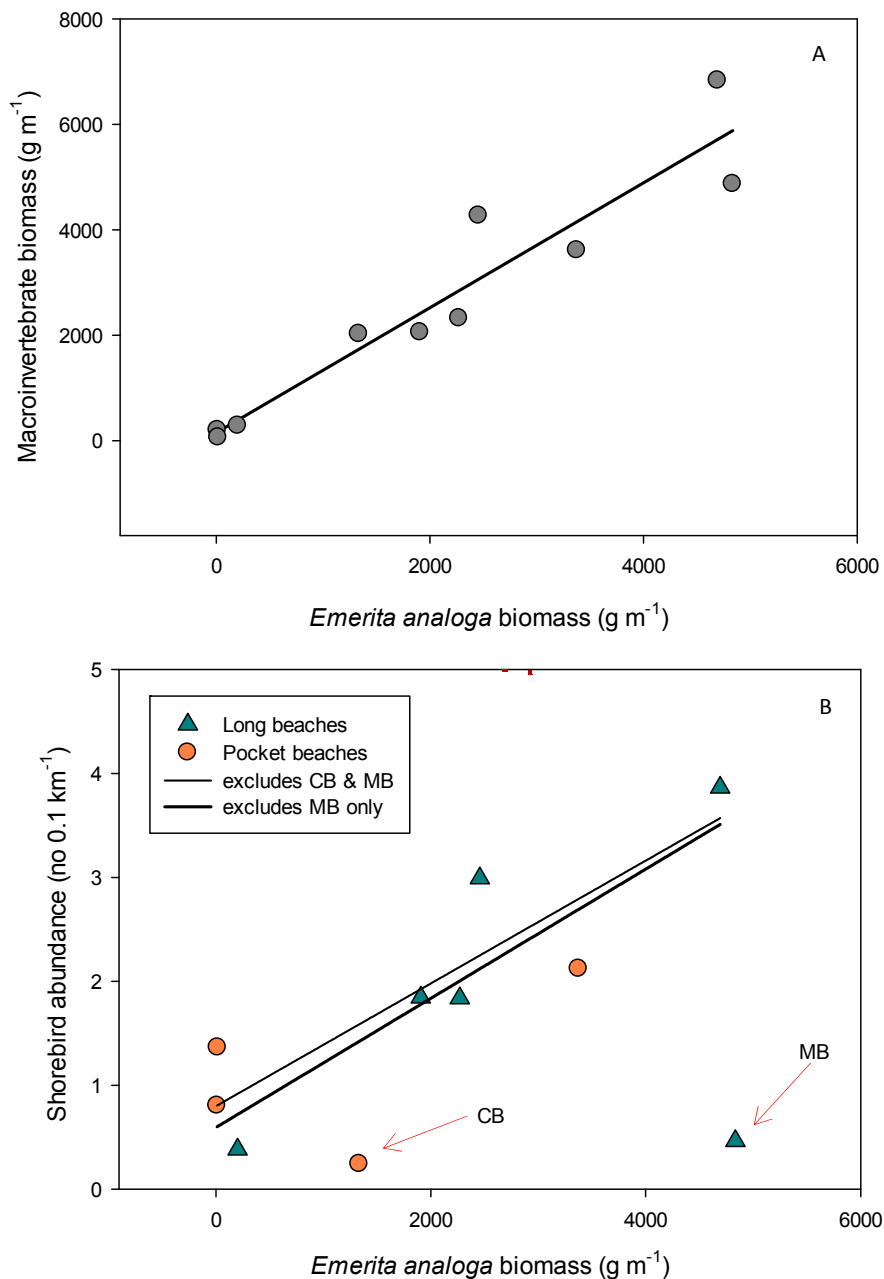 8000
A
6000
4000
2000
0
Macroinvertebrate biomass (g m⁻¹)
0 2000 4000 6000
Emerita analoga biomass (g m⁻¹)
5
B
Long beaches
Pocket beaches
excludes CB & MB
excludes MB only
4
3
2
1
0
Shorebird abundance (no 0.1 km⁻¹)
MB
CB
0 2000 4000 6000
Emerita analoga biomass (g m⁻¹)